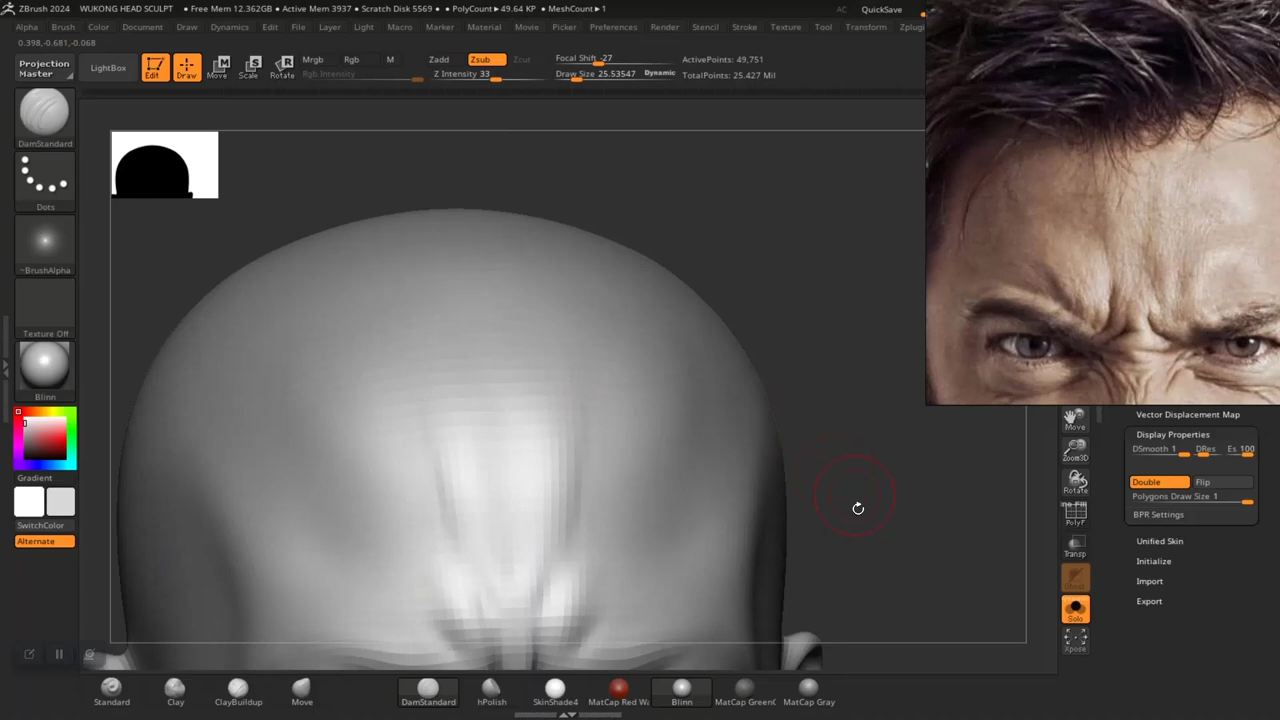 ZBrush 2024 WUKONG HEAD SCULPT • Free Mem 12.362GB • Active Mem 3937 • Scratch Disk 5569 • PolyCount▸49.64 KP • MeshCount▸1 AC QuickSave
Alpha Brush Color Document Draw Dynamics Edit File Layer Light Macro Marker Material Movie Picker Preferences Render Stencil Stroke Texture Tool Transform Zplugi
0.398,-0.681,-0.068
Projection Master
LightBox
Edit
Draw
Move
Scale
Rotate
Mrgb Rgb M
Rgb Intensity
Zadd Zsub Zcut
Z Intensity 33
Focal Shift -27
Draw Size 25.53547 Dynamic
ActivePoints: 49,751
TotalPoints: 25.427 Mil
DamStandard
Dots
~BrushAlpha
Texture Off
Blinn
Gradient
SwitchColor
Alternate
Move
Zoom3D
Rotate
PolyF
Transp
Ghost
Solo
Xpose
Vector Displacement Map
Display Properties
DSmooth 1 DRes Es 100
Double Flip
Polygons Draw Size 1
BPR Settings
Unified Skin
Initialize
Import
Export
Standard Clay ClayBuildup Move DamStandard hPolish SkinShade4 MatCap Red Wa Blinn MatCap GreenC MatCap Gray